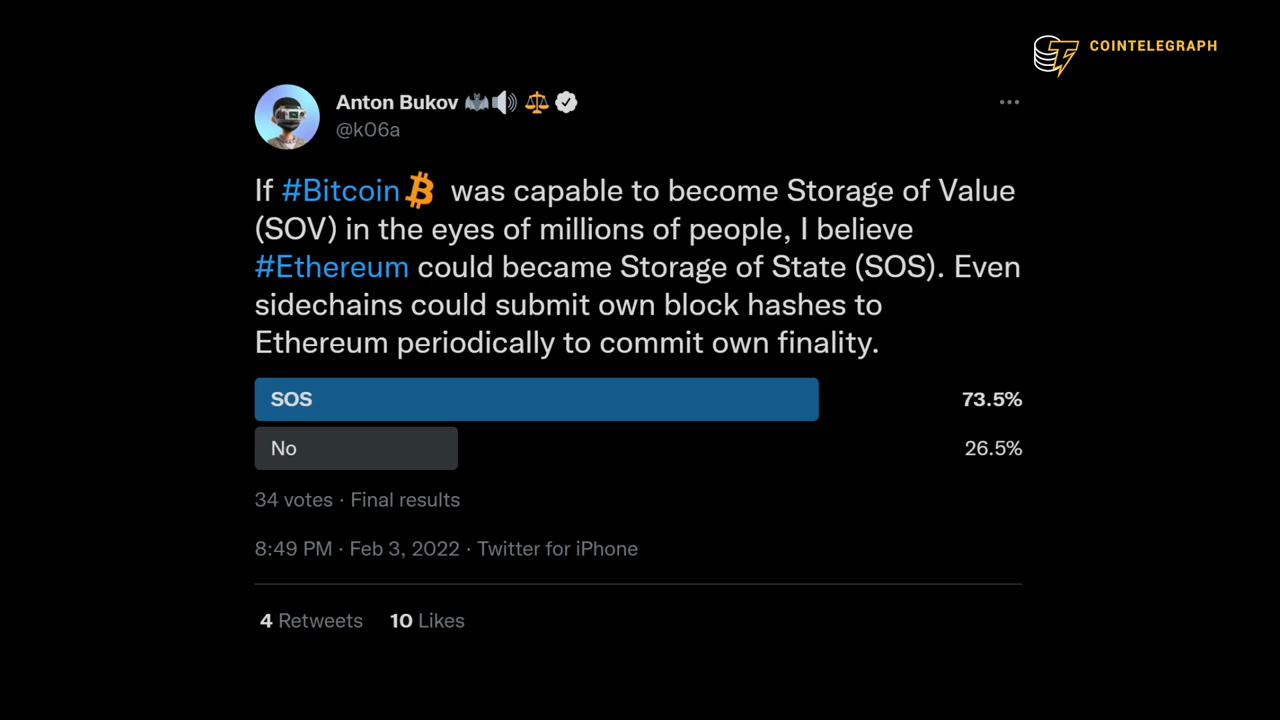 COINTELEGRAPH
Anton Bukov 🦇🔊 ⚖️
@k06a
If #Bitcoin was capable to become Storage of Value
(SOV) in the eyes of millions of people, I believe
#Ethereum could became Storage of State (SOS). Even
sidechains could submit own block hashes to
Ethereum periodically to commit own finality.
SOS 73.5%
No 26.5%
34 votes · Final results
8:49 PM · Feb 3, 2022 · Twitter for iPhone
4 Retweets 10 Likes